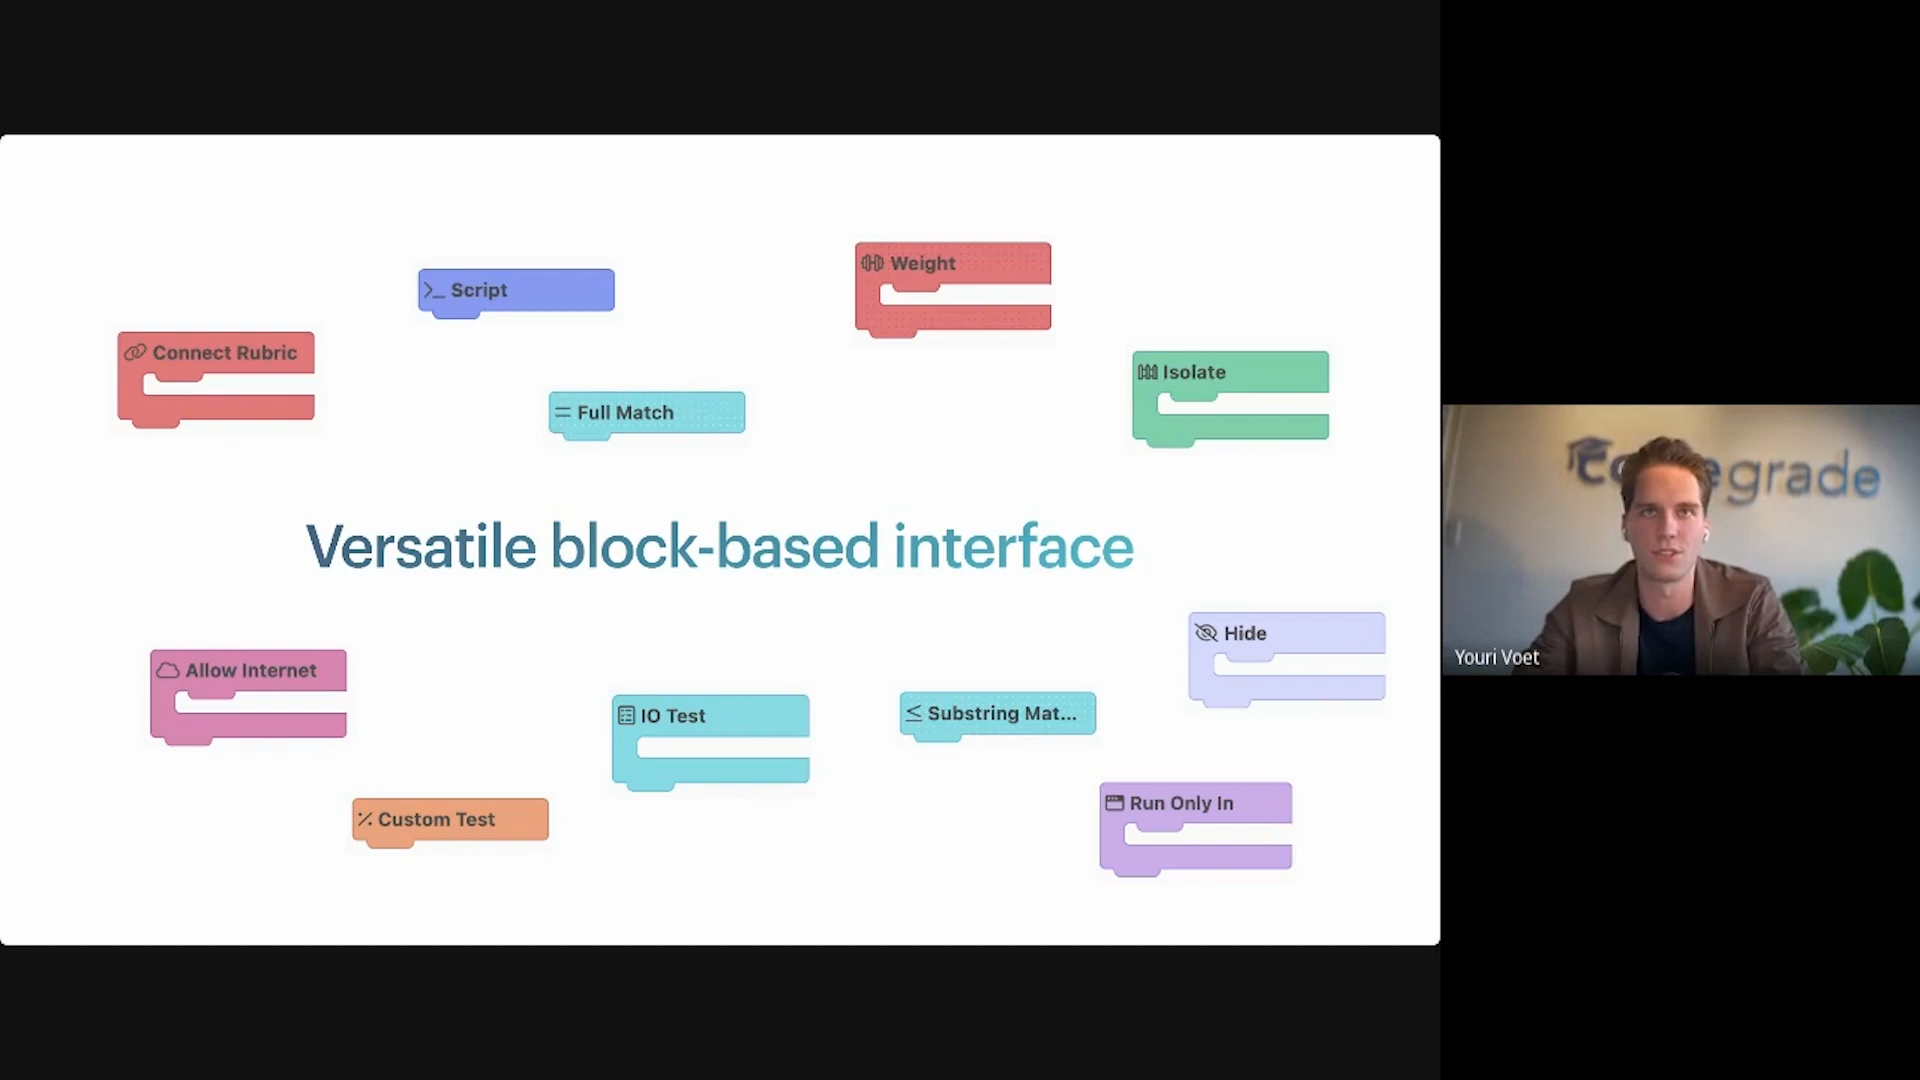 Weight
Script
Connect Rubric
Isolate
Full Match
grade
Versatile block-based interface
Hide
Youri Voet
Allow Internet
Substring Mat...
IO Test
Run Only In
Custom Test